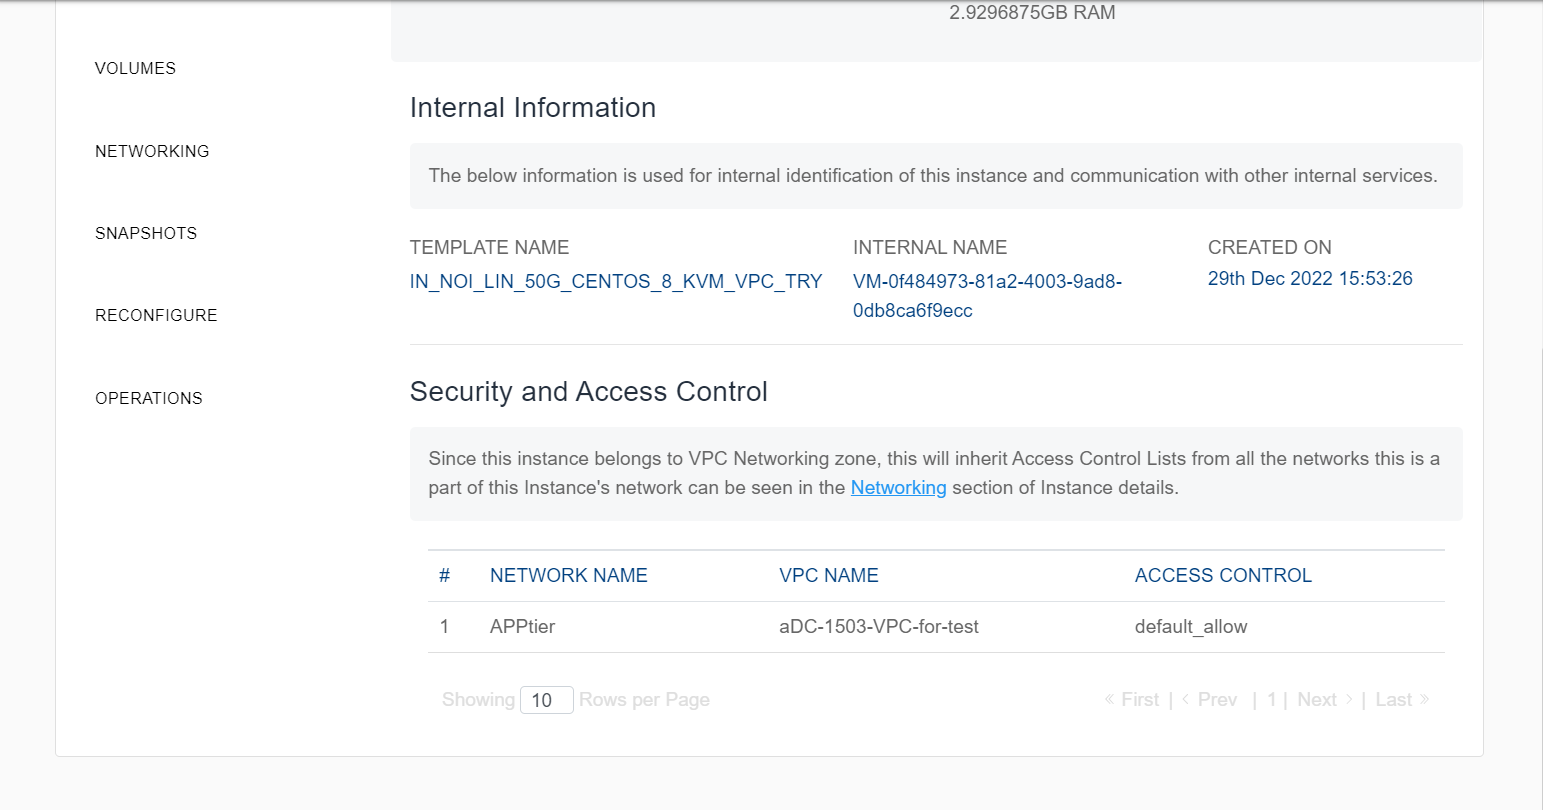 2.9296875GB RAM
VOLUMES
NETWORKING
SNAPSHOTS
RECONFIGURE
OPERATIONS
Internal Information
The below information is used for internal identification of this instance and communication with other internal services.
TEMPLATE NAME
IN_NOI_LIN_50G_CENTOS_8_KVM_VPC_TRY
INTERNAL NAME
VM-0f484973-81a2-4003-9ad8-
0db8ca6f9ecc
CREATED ON
29th Dec 2022 15:53:26
Security and Access Control
Since this instance belongs to VPC Networking zone, this will inherit Access Control Lists from all the networks this is a
part of this Instance's network can be seen in the Networking section of Instance details.
# NETWORK NAME VPC NAME ACCESS CONTROL
1 APPtier aDC-1503-VPC-for-test default_allow
Showing 10 Rows per Page
« First | ‹ Prev | 1 | Next › | Last »